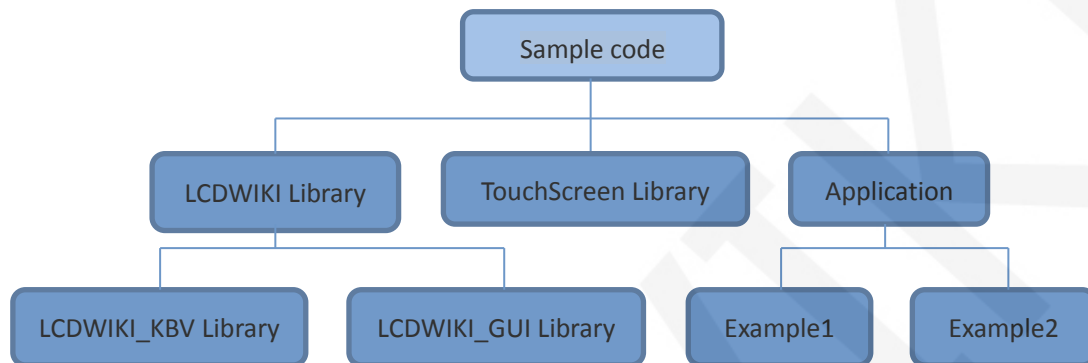 Sample code
LCDWIKI Library
TouchScreen Library
Application
LCDWIKI_KBV Library
LCDWIKI_GUI Library
Example1
Example2